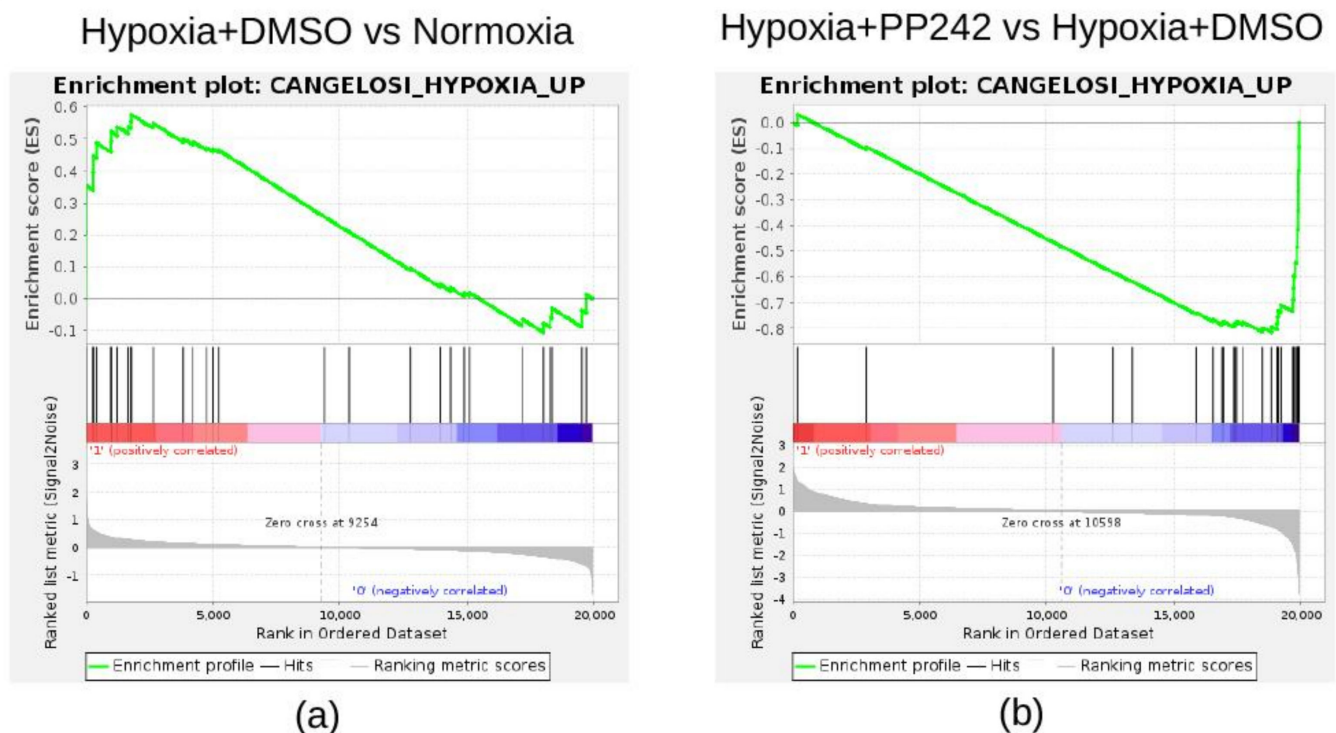 Hypoxia+DMSO vs Normoxia
Enrichment plot: CANGELOSI_HYPOXIA_UP
Enrichment score (ES)
0.6
0.5
0.4
0.3
0.2
0.1
0.0
-0.1
'1' (positively correlated)
Ranked list metric (Signal2Noise)
3
2
1
0
-1
Zero cross at 9254
'0' (negatively correlated)
0 5,000 10,000 15,000 20,000
Rank in Ordered Dataset
Enrichment profile Hits Ranking metric scores
(a)
Hypoxia+PP242 vs Hypoxia+DMSO
Enrichment plot: CANGELOSI_HYPOXIA_UP
Enrichment score (ES)
0.0
-0.1
-0.2
-0.3
-0.4
-0.5
-0.6
-0.7
-0.8
'1' (positively correlated)
Ranked list metric (Signal2Noise)
3
2
1
0
-1
-2
-3
-4
Zero cross at 10598
'0' (negatively correlated)
0 5,000 10,000 15,000 20,000
Rank in Ordered Dataset
Enrichment profile Hits Ranking metric scores
(b)